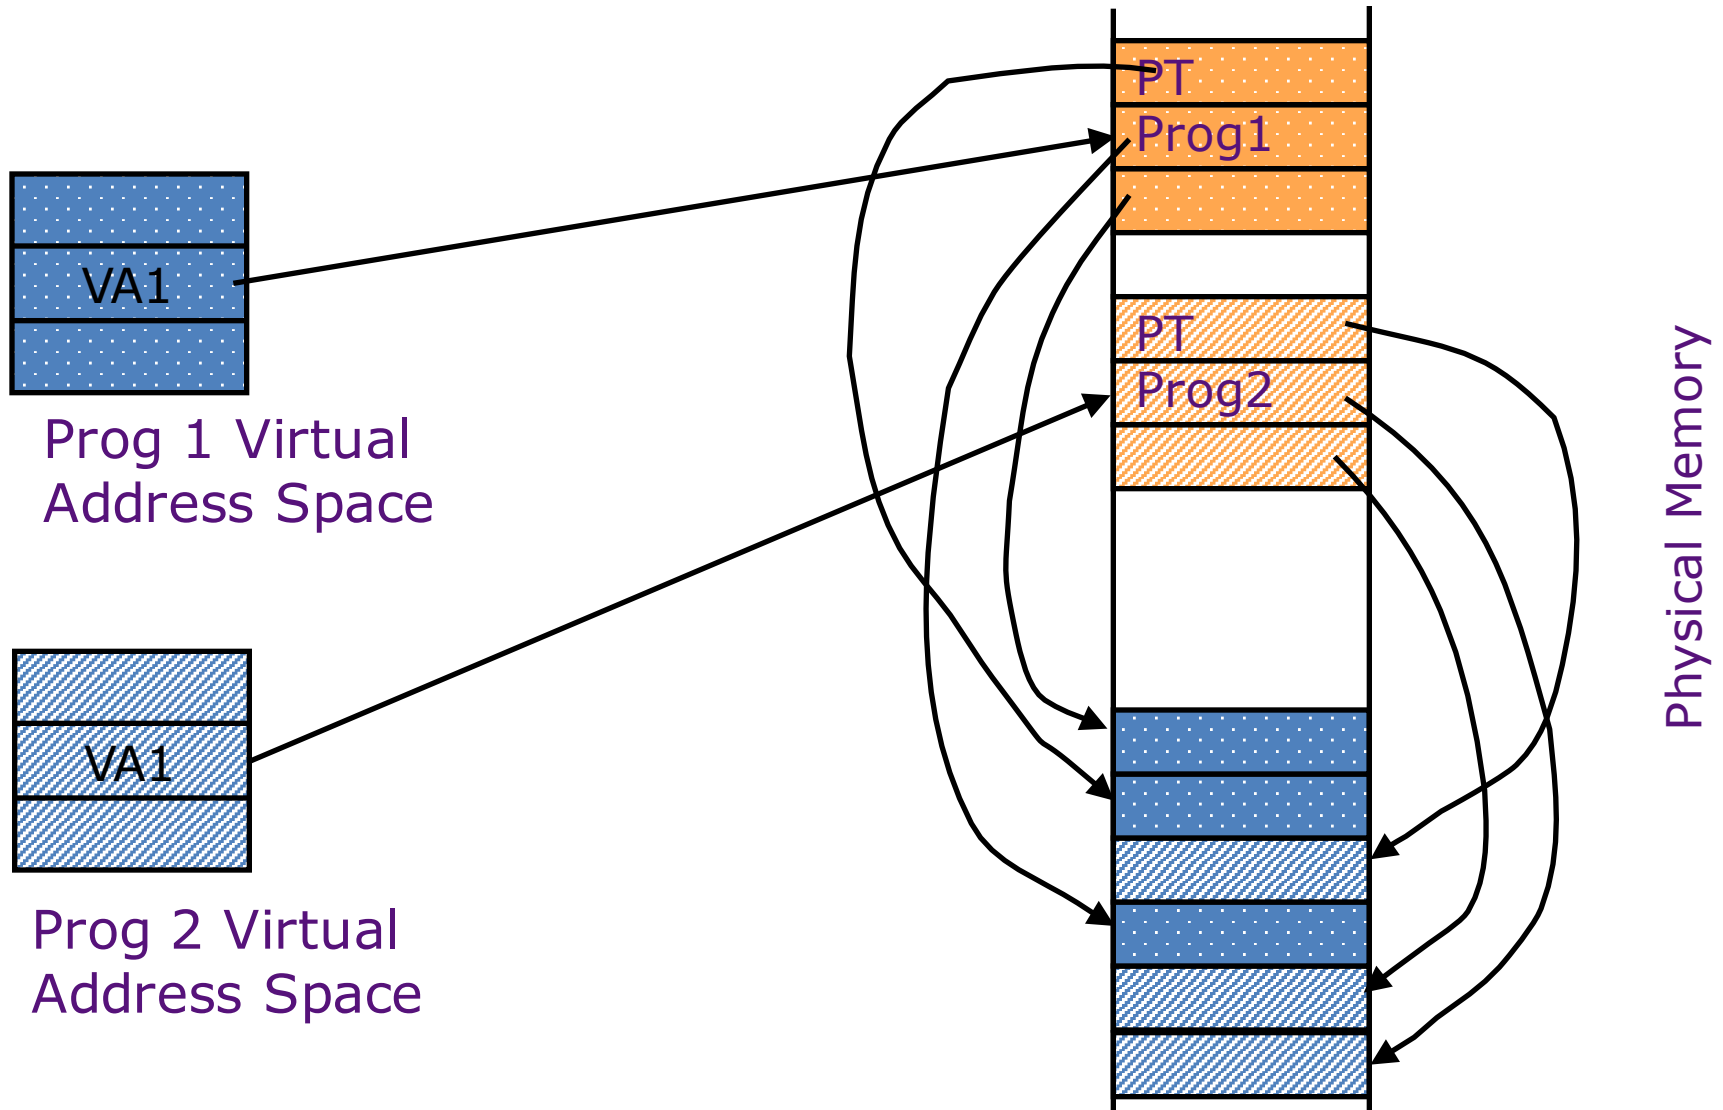 PT
Prog1
VA1
PT
Prog2
Prog 1 Virtual
Address Space
Physical Memory
VA1
Prog 2 Virtual
Address Space